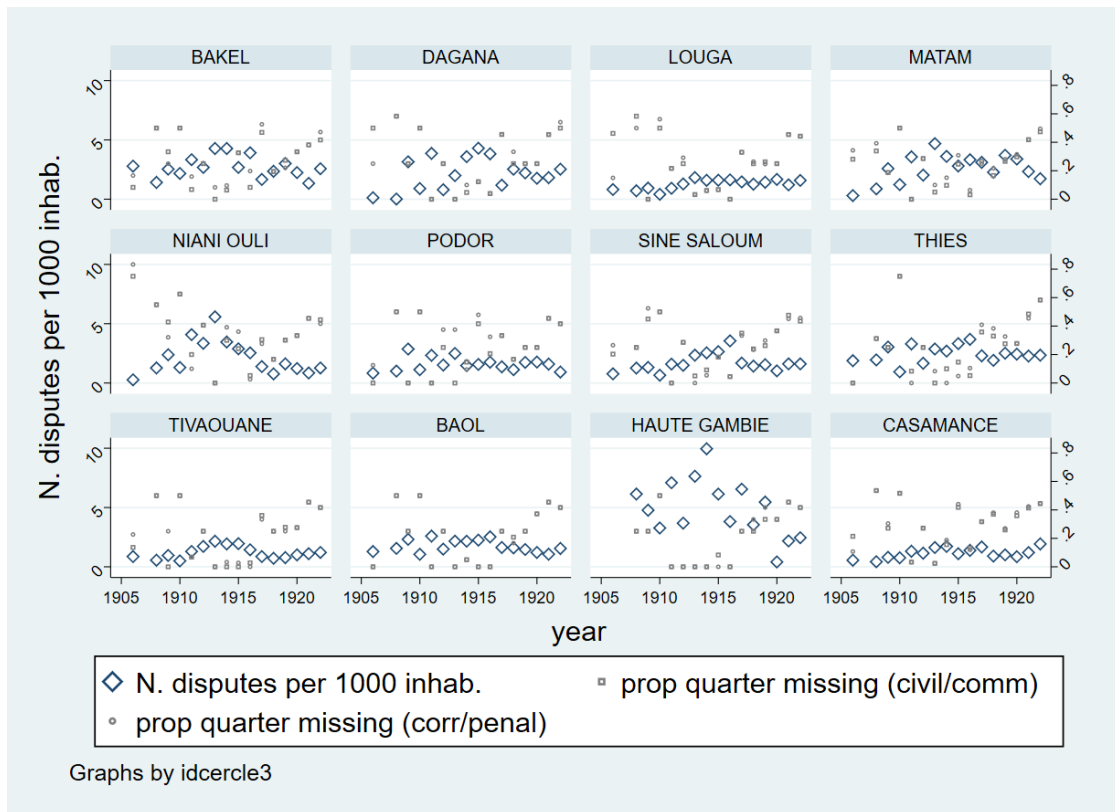 BAKEL DAGANA LOUGA MATAM
10 .8
.6
5 .4
.2
0 0
NIANI OULI PODOR SINE SALOUM THIES
10 .8
.6
5 .4
.2
0 0
TIVAOUANE BAOL HAUTE GAMBIE CASAMANCE
10 .8
.6
5 .4
.2
0 0
N. disputes per 1000 inhab.
1905 1910 1915 1920 1905 1910 1915 1920 1905 1910 1915 1920 1905 1910 1915 1920
year
N. disputes per 1000 inhab. prop quarter missing (civil/comm)
prop quarter missing (corr/penal)
Graphs by idcercle3